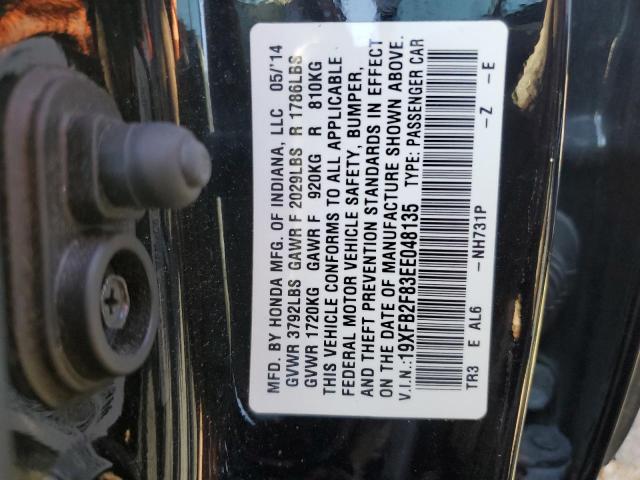 MFD. BY HONDA MFG. OF INDIANA, LLC 05/14
GVWR 3792LBS GAWR F 2029LBS R 1786LBS
GVWR 1720KG GAWR F 920KG R 810KG
THIS VEHICLE CONFORMS TO ALL APPLICABLE
FEDERAL MOTOR VEHICLE SAFETY, BUMPER,
AND THEFT PREVENTION STANDARDS IN EFFECT
ON THE DATE OF MANUFACTURE SHOWN ABOVE.
V.I.N.:19XFB2F83EE048135 TYPE: PASSENGER CAR
TR3 E AL6 -NH731P -Z -E